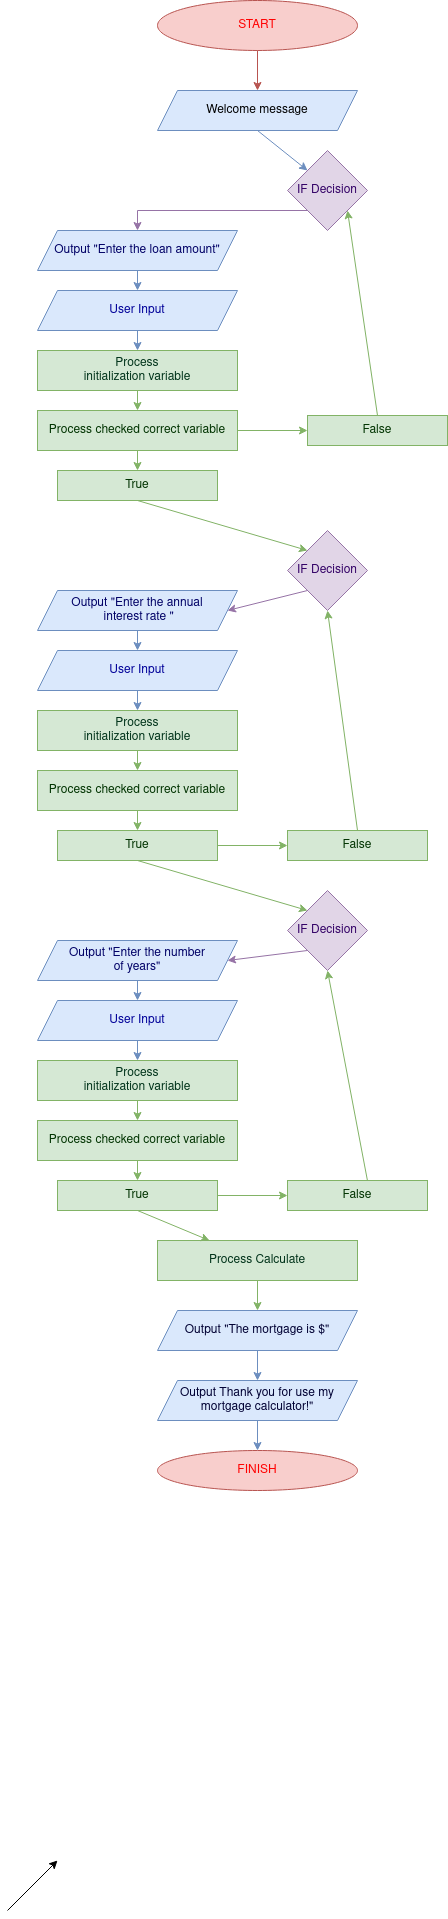 START
Welcome message
IF Decision
Output "Enter the loan amount"
User Input
Process
initialization variable
Process checked correct variable
False
True
IF Decision
Output "Enter the annual
interest rate "
User Input
Process
initialization variable
Process checked correct variable
True
False
IF Decision
Output "Enter the number
of years"
User Input
Process
initialization variable
Process checked correct variable
True
False
Process Calculate
Output "The mortgage is $"
Output Thank you for use my
mortgage calculator!"
FINISH